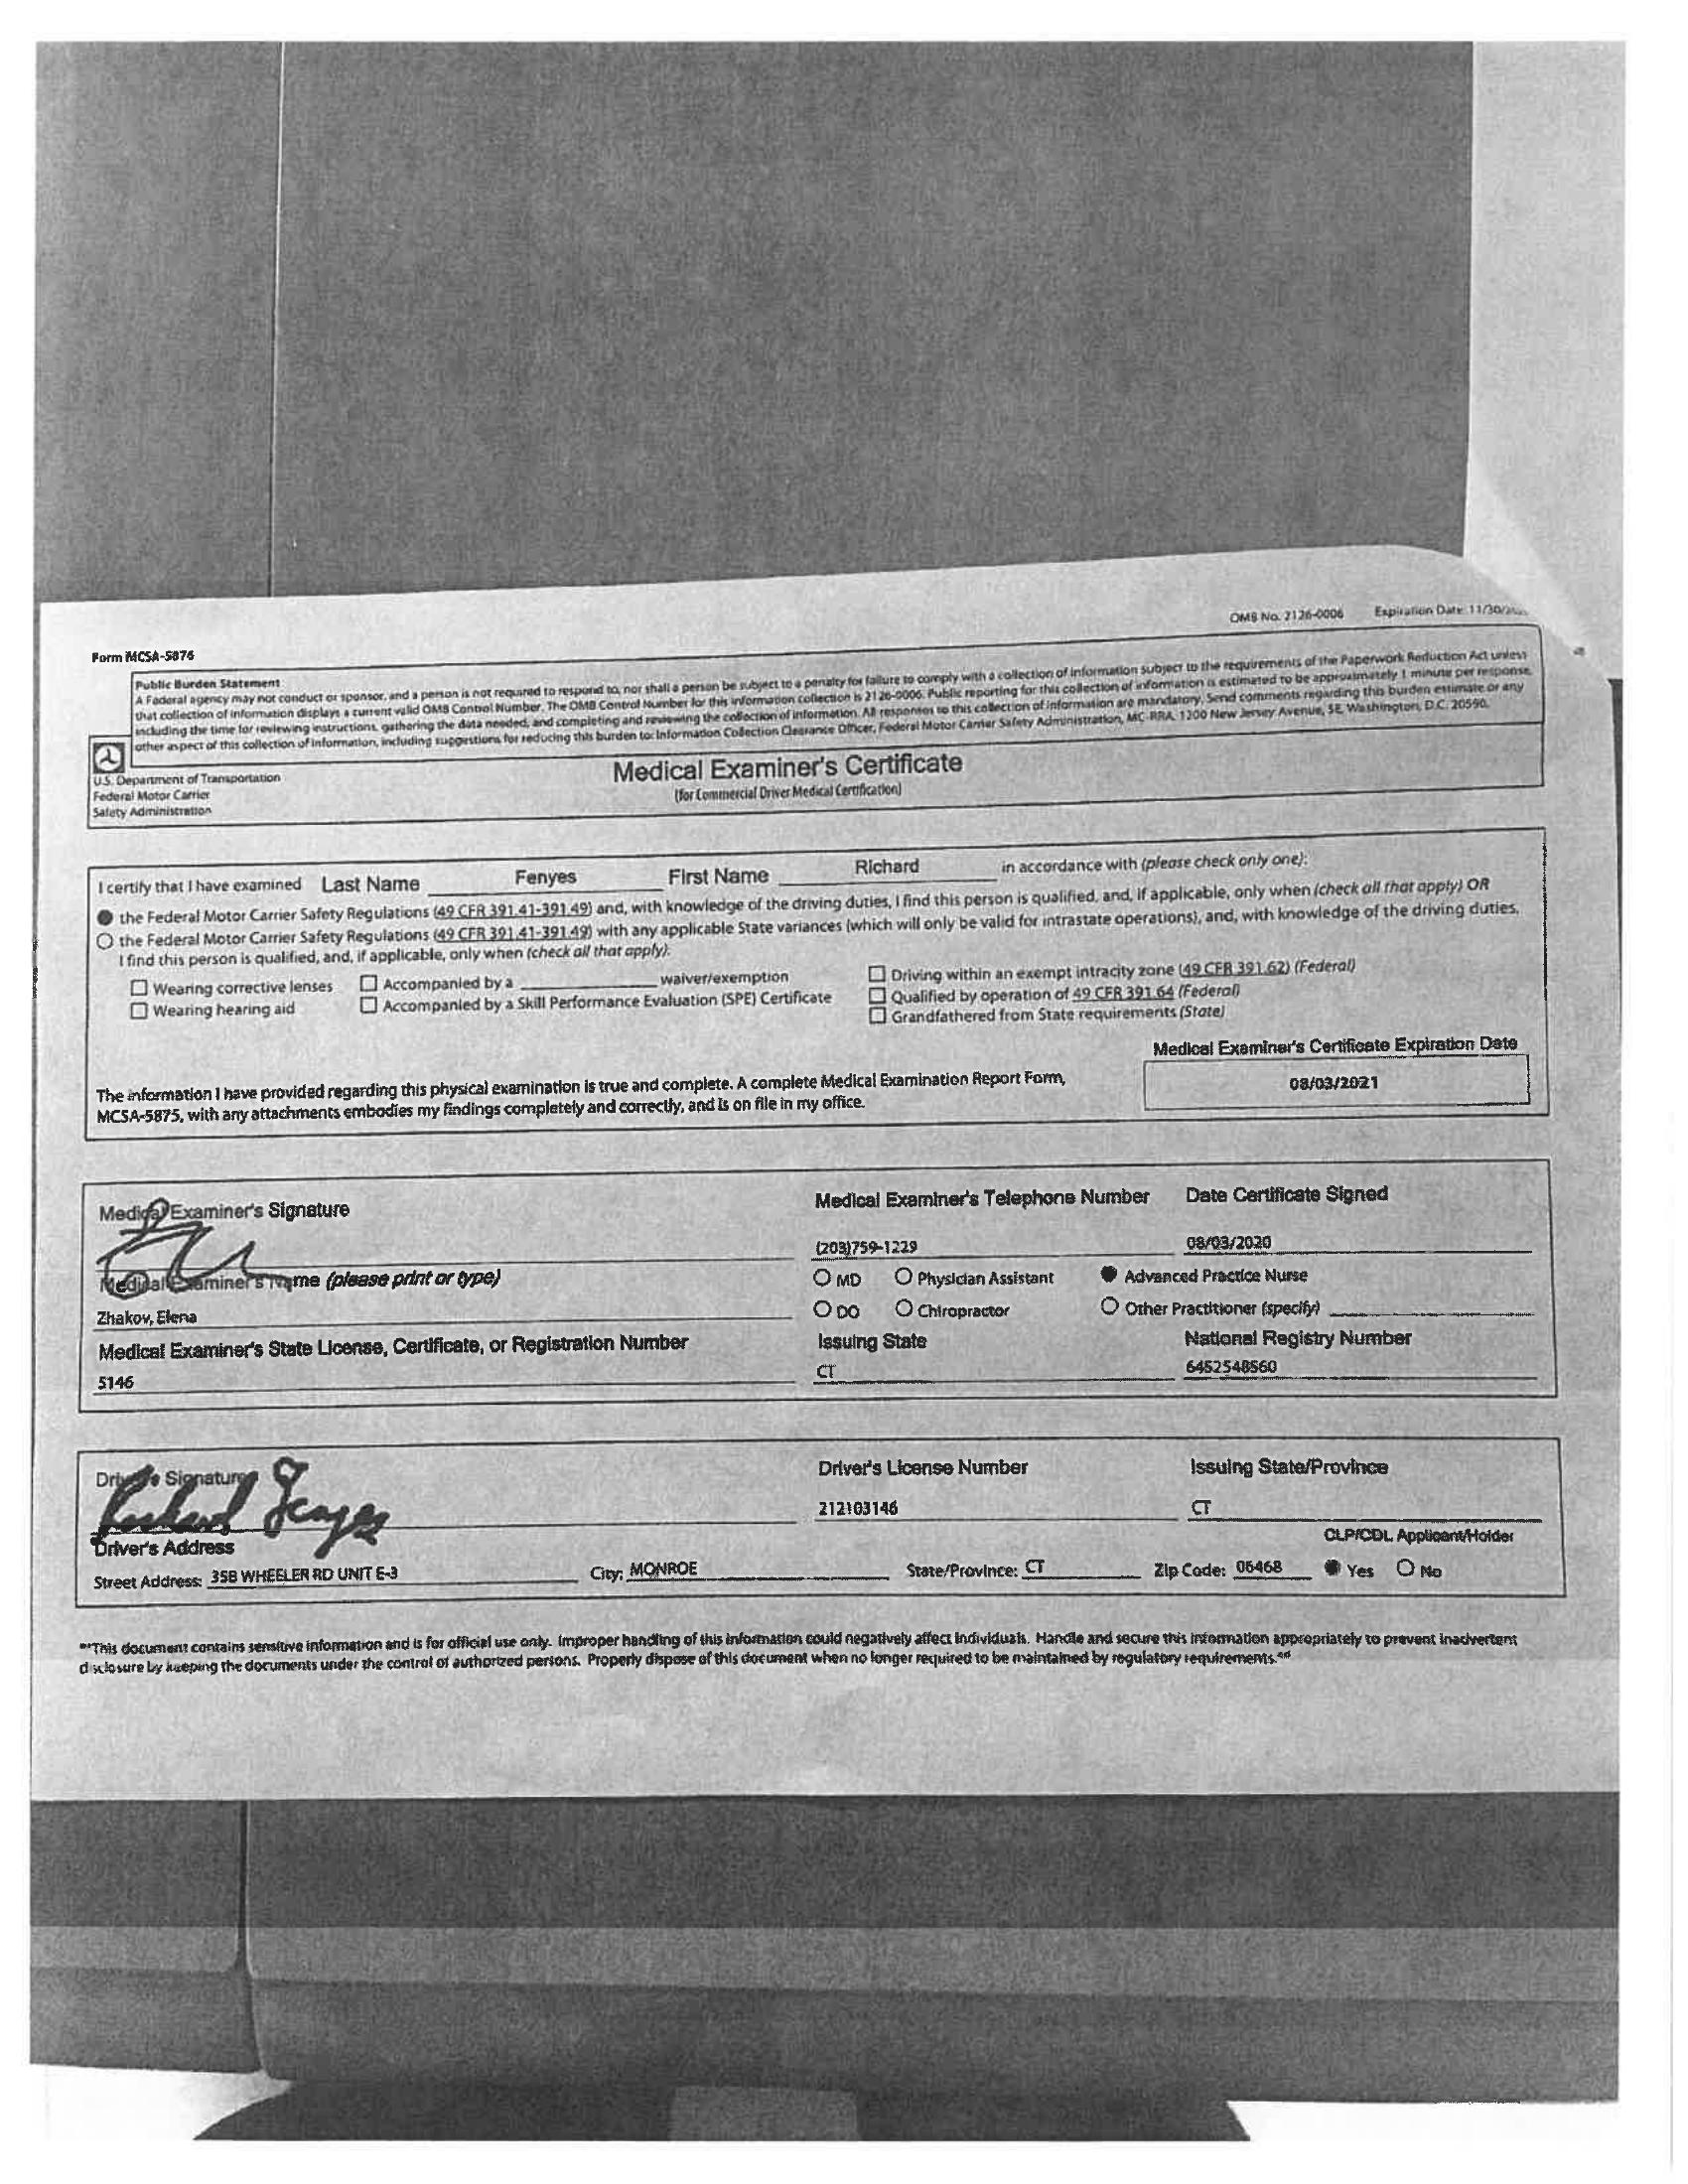 OMB No. 2126-0006 Expiration Date: 11/30/
Form MCSA-5876
Public Burden Statement
A Federal agency may not conduct or sponsor, and a person is not required to respond to, nor shall a person be subject to a penalty for failure to comply with a collection of information subject to the requirements of the Paperwork Reduction Act unless
that collection of information displays a current valid OMB Control Number. The OMB Control Number for this information collection is 2126-0006. Public reporting for this collection of information is estimated to be approximately 1 minute per response,
including the time for reviewing instructions, gathering the data needed, and completing and reviewing the collection of information. All responses to this collection of information are mandatory. Send comments regarding this burden estimate or any
other aspect of this collection of information, including suggestions for reducing this burden to: Information Collection Clearance Officer, Federal Motor Carrier Safety Administration, MC-RRA, 1200 New Jersey Avenue, SE, Washington, D.C. 20590.
U.S. Department of Transportation
Federal Motor Carrier
Safety Administration
Medical Examiner's Certificate
(for Commercial Driver Medical Certification)
I certify that I have examined Last Name Fenyes First Name Richard in accordance with (please check only one):
the Federal Motor Carrier Safety Regulations (49 CFR 391.41-391.49) and, with knowledge of the driving duties, I find this person is qualified, and, if applicable, only when (check all that apply) OR
the Federal Motor Carrier Safety Regulations (49 CFR 391.41-391.49) with any applicable State variances (which will only be valid for intrastate operations), and, with knowledge of the driving duties,
I find this person is qualified, and, if applicable, only when (check all that apply):
Wearing corrective lenses Accompanied by a waiver/exemption Driving within an exempt intracity zone (49 CFR 391.62) (Federal)
Wearing hearing aid Accompanied by a Skill Performance Evaluation (SPE) Certificate Qualified by operation of 49 CFR 391.64 (Federal)
Grandfathered from State requirements (State)
Medical Examiner's Certificate Expiration Date
08/03/2021
The information I have provided regarding this physical examination is true and complete. A complete Medical Examination Report Form,
MCSA-5875, with any attachments embodies my findings completely and correctly, and is on file in my office.
Medical Examiner's Signature Medical Examiner's Telephone Number Date Certificate Signed
(203)759-1229 08/03/2020
Medical Examiner's Name (please print or type) MD Physician Assistant Advanced Practice Nurse
Zhakov, Elena DO Chiropractor Other Practitioner (specify)
Medical Examiner's State License, Certificate, or Registration Number Issuing State National Registry Number
5146 CT 6452548560
Driver's Signature Driver's License Number Issuing State/Province
Richard Fenyes 212103146 CT
Driver's Address CLP/CDL Applicant/Holder
Street Address: 35B WHEELER RD UNIT E-3 City: MONROE State/Province: CT Zip Code: 06468 Yes No
**This document contains sensitive information and is for official use only. Improper handling of this information could negatively affect individuals. Handle and secure this information appropriately to prevent inadvertent
disclosure by keeping the documents under the control of authorized persons. Properly dispose of this document when no longer required to be maintained by regulatory requirements.**